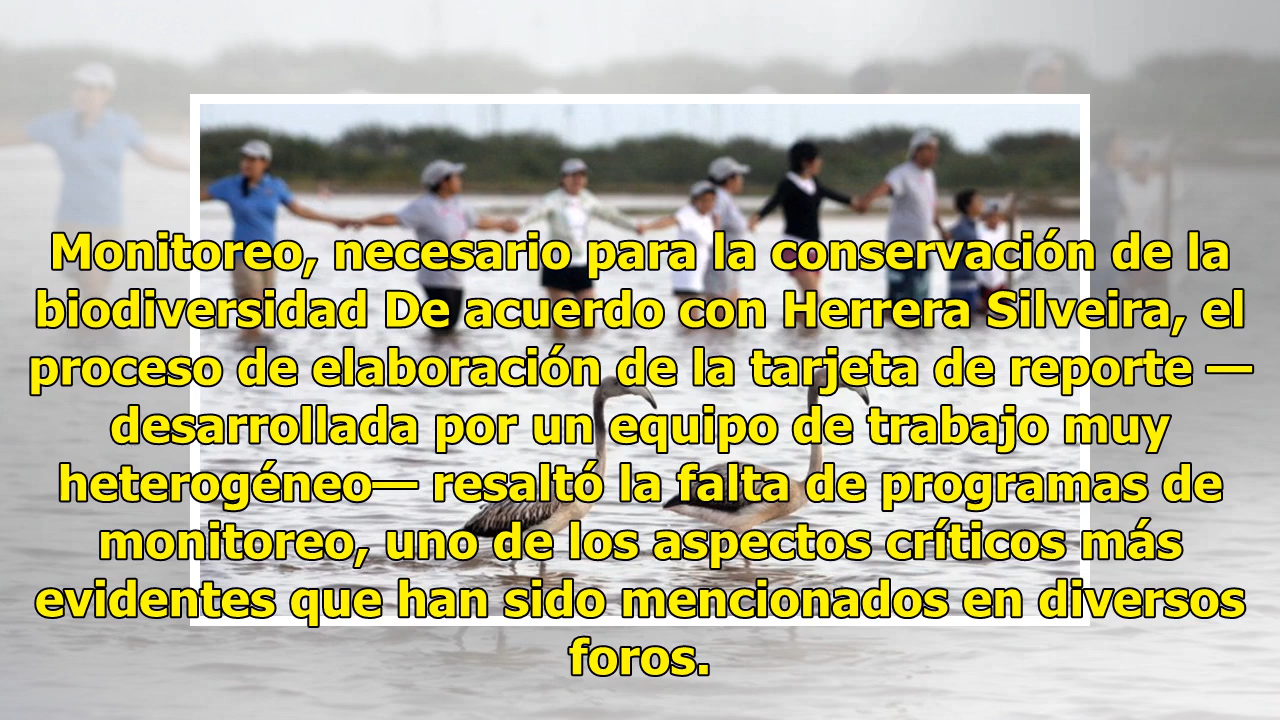 Monitoreo, necesario para la conservación de la
biodiversidad De acuerdo con Herrera Silveira, el
proceso de elaboración de la tarjeta de reporte —
desarrollada por un equipo de trabajo muy
heterogéneo— resaltó la falta de programas de
monitoreo, uno de los aspectos críticos más
evidentes que han sido mencionados en diversos
foros.